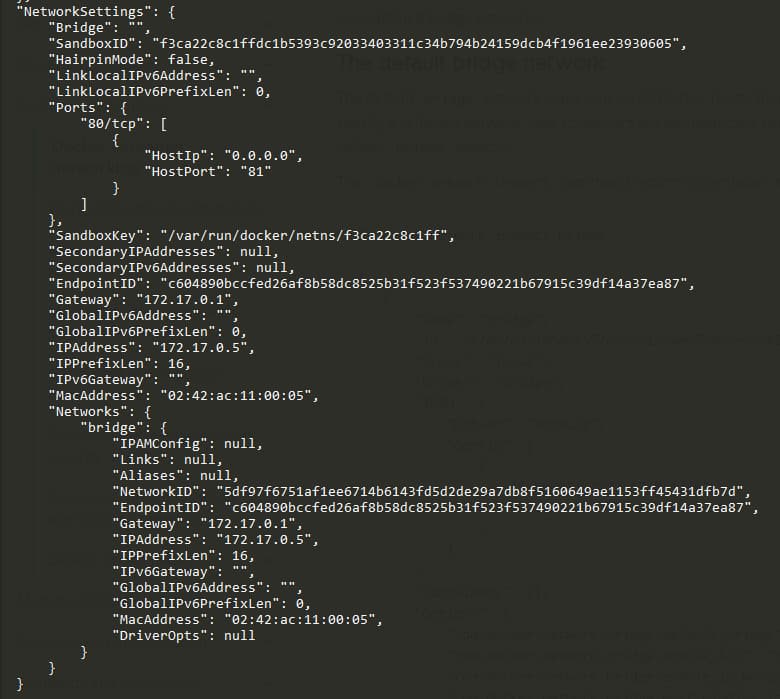 "NetworkSettings": {
"Bridge": "",
"SandboxID": "f3ca22c8c1ffdc1b5393c92033403311c34b794b24159dcb4f1961ee23930605",
"HairpinMode": false,
"LinkLocalIPv6Address": "",
"LinkLocalIPv6PrefixLen": 0,
"Ports": {
"80/tcp": [
{
"HostIp": "0.0.0.0",
"HostPort": "81"
}
]
},
"SandboxKey": "/var/run/docker/netns/f3ca22c8c1ff",
"SecondaryIPAddresses": null,
"SecondaryIPv6Addresses": null,
"EndpointID": "c604890bccfed26af8b58dc8525b31f523f537490221b67915c39df14a37ea87",
"Gateway": "172.17.0.1",
"GlobalIPv6Address": "",
"GlobalIPv6PrefixLen": 0,
"IPAddress": "172.17.0.5",
"IPPrefixLen": 16,
"IPv6Gateway": "",
"MacAddress": "02:42:ac:11:00:05",
"Networks": {
"bridge": {
"IPAMConfig": null,
"Links": null,
"Aliases": null,
"NetworkID": "5df97f6751af1ee6714b6143fd5d2de29a7db8f5160649ae1153ff45431dfb7d",
"EndpointID": "c604890bccfed26af8b58dc8525b31f523f537490221b67915c39df14a37ea87",
"Gateway": "172.17.0.1",
"IPAddress": "172.17.0.5",
"IPPrefixLen": 16,
"IPv6Gateway": "",
"GlobalIPv6Address": "",
"GlobalIPv6PrefixLen": 0,
"MacAddress": "02:42:ac:11:00:05",
"DriverOpts": null
}
}
}
The default bridge network